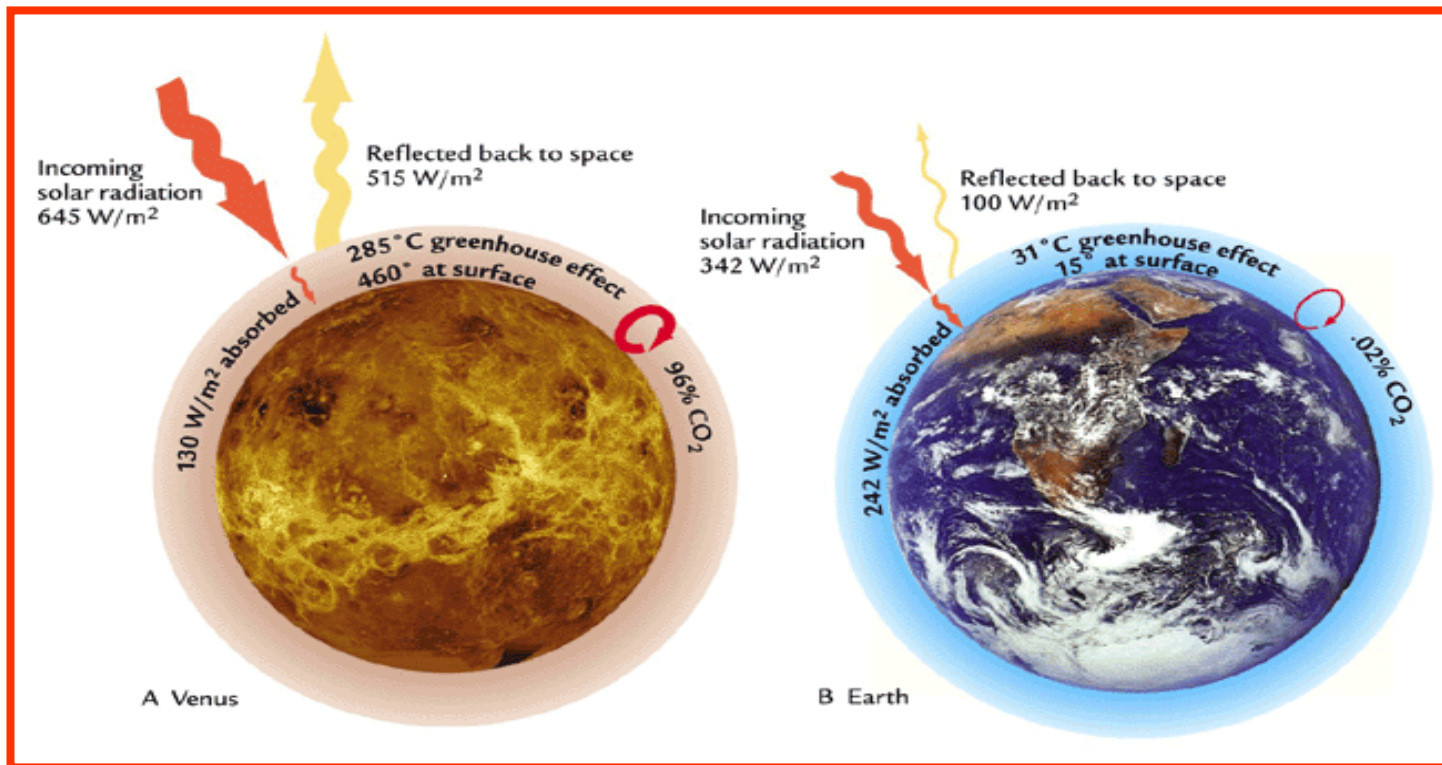 Incoming
solar radiation
645 W/m²
Reflected back to space
515 W/m²
285°C greenhouse effect
460° at surface
130 W/m² absorbed
96% CO₂
A Venus
Incoming
solar radiation
342 W/m²
Reflected back to space
100 W/m²
31°C greenhouse effect
15° at surface
242 W/m² absorbed
.02% CO₂
B Earth